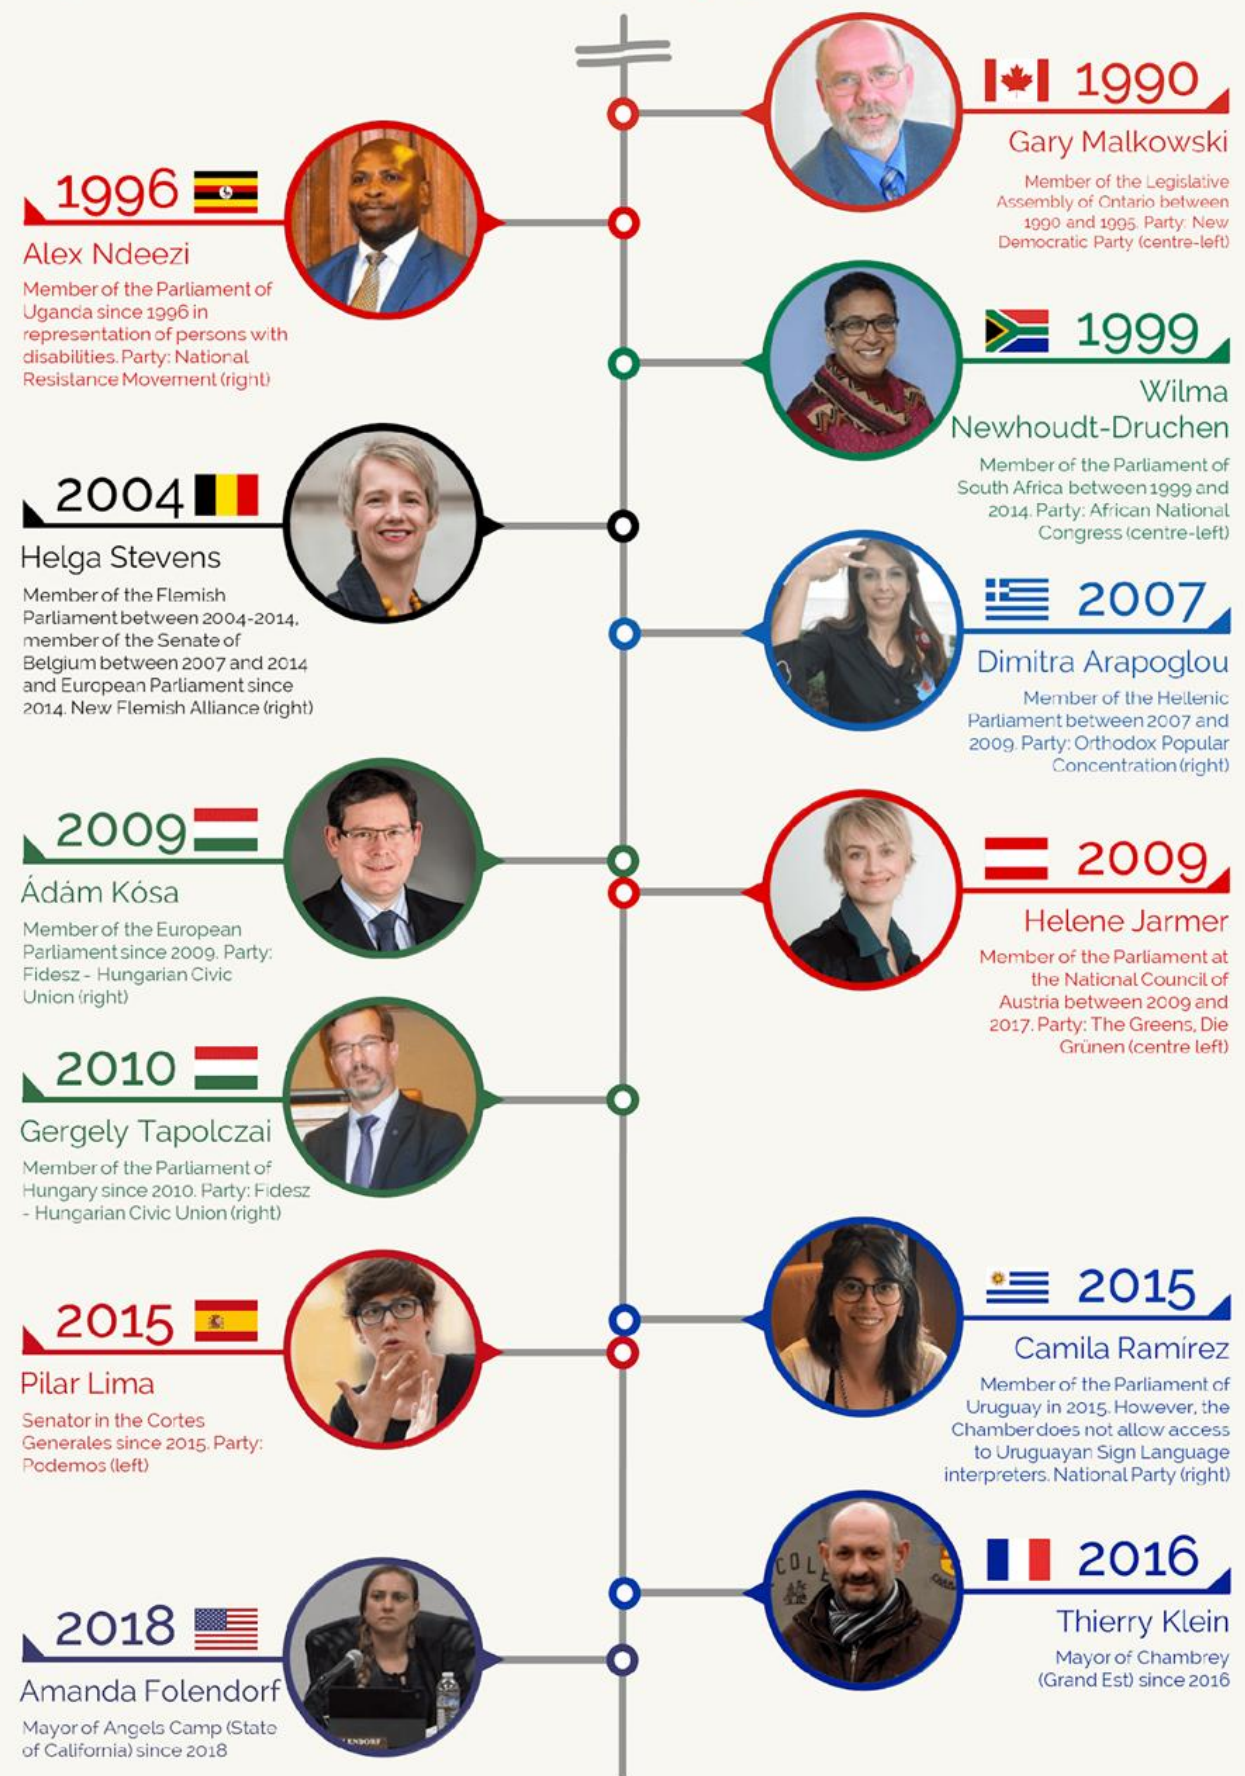 1990
Gary Malkowski
Member of the Legislative
Assembly of Ontario between
1990 and 1995. Party: New
Democratic Party (centre-left)
1996
Alex Ndeezi
Member of the Parliament of
Uganda since 1996 in
representation of persons with
disabilities. Party: National
Resistance Movement (right)
1999
Wilma
Newhoudt-Druchen
Member of the Parliament of
South Africa between 1999 and
2014. Party: African National
Congress (centre-left)
2004
Helga Stevens
Member of the Flemish
Parliament between 2004-2014,
member of the Senate of
Belgium between 2007 and 2014
and European Parliament since
2014. New Flemish Alliance (right)
2007
Dimitra Arapoglou
Member of the Hellenic
Parliament between 2007 and
2009. Party: Orthodox Popular
Concentration (right)
2009
Ádám Kósa
Member of the European
Parliament since 2009. Party:
Fidesz - Hungarian Civic
Union (right)
2009
Helene Jarmer
Member of the Parliament at
the National Council of
Austria between 2009 and
2017. Party: The Greens, Die
Grünen (centre left)
2010
Gergely Tapolczai
Member of the Parliament of
Hungary since 2010. Party: Fidesz
- Hungarian Civic Union (right)
2015
Camila Ramírez
Member of the Parliament of
Uruguay in 2015. However, the
Chamber does not allow access
to Uruguayan Sign Language
interpreters. National Party (right)
2015
Pilar Lima
Senator in the Cortes
Generales since 2015. Party:
Podemos (left)
COLE
2016
Thierry Klein
Mayor of Chambrey
(Grand Est) since 2016
2018
Amanda Folendorf
Mayor of Angels Camp (State
of California) since 2018
LENDORF